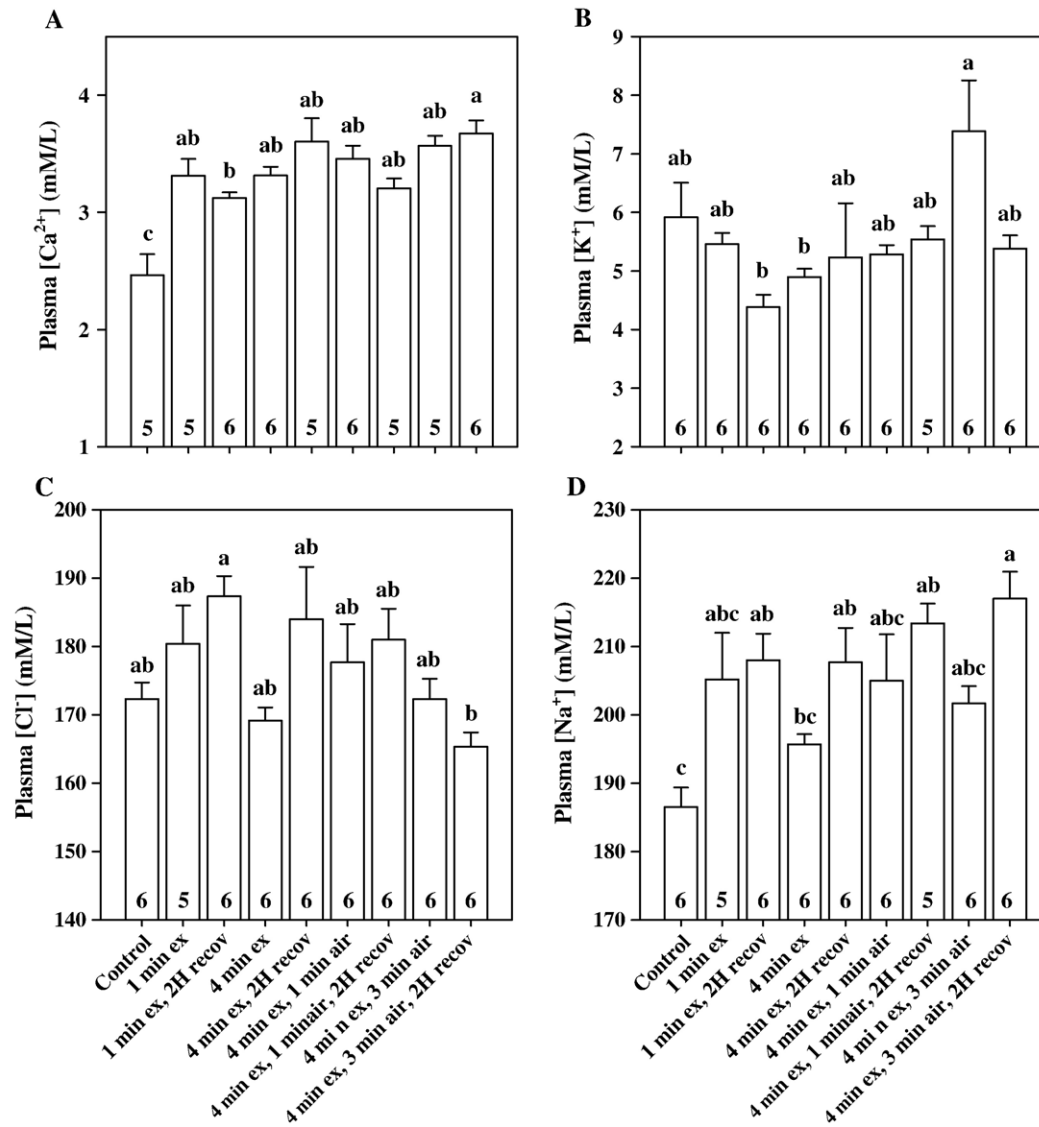 A
Plasma [Ca2+] (mM/L)
4
3
2
1
c
ab
b
ab
ab
ab
ab
ab
a
5
5
6
6
5
6
5
5
6
B
Plasma [K+] (mM/L)
9
8
7
6
5
4
3
2
ab
ab
b
b
ab
ab
ab
a
ab
6
6
6
6
6
6
5
6
6
C
Plasma [Cl-] (mM/L)
200
190
180
170
160
150
140
ab
ab
a
ab
ab
ab
ab
ab
b
6
5
6
6
6
6
6
6
6
Control
1 min ex
1 min ex, 2H recov
4 min ex
4 min ex, 2H recov
4 min ex, 1 min air
4 min ex, 1 minair, 2H recov
4 mi n ex, 3 min air
4 min ex, 3 min air, 2H recov
D
Plasma [Na+] (mM/L)
230
220
210
200
190
180
170
c
abc
ab
bc
ab
abc
ab
abc
a
6
5
6
6
6
6
5
6
6
Control
1 min ex
1 min ex, 2H recov
4 min ex
4 min ex, 2H recov
4 min ex, 1 min air
4 min ex, 1 minair, 2H recov
4 mi n ex, 3 min air
4 min ex, 3 min air, 2H recov